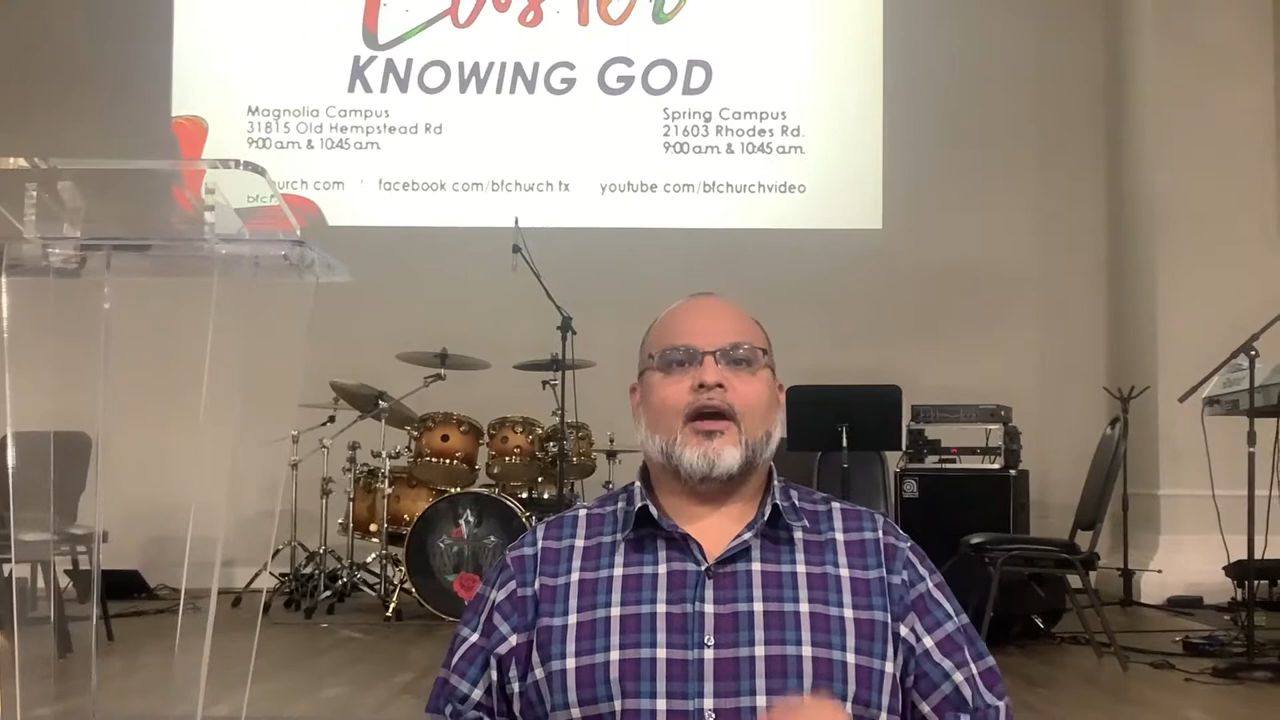 KNOWING GOD
Magnolia Campus
31815 Old Hempstead Rd
9:00 a.m. & 10:45 a.m.
Spring Campus
21603 Rhodes Rd.
9:00 a.m. & 10:45 a.m.
facebook.com/bfchurch.tx
youtube.com/bfchurchvideo